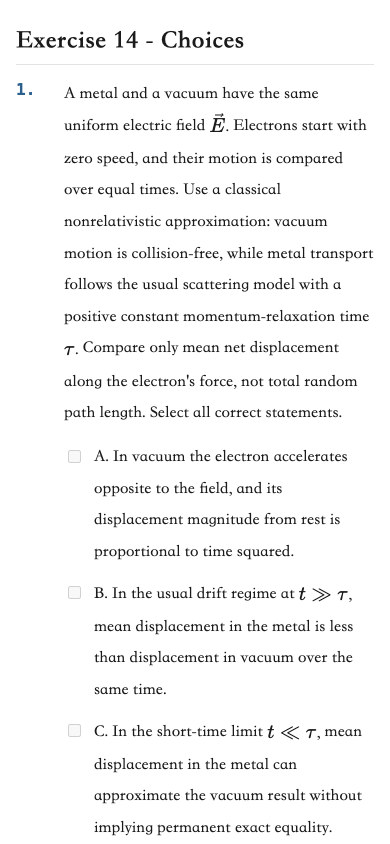 Exercise 14 - Choices
1. A metal and a vacuum have the same
uniform electric field $\vec{E}$. Electrons start with
zero speed, and their motion is compared
over equal times. Use a classical
nonrelativistic approximation: vacuum
motion is collision-free, while metal transport
follows the usual scattering model with a
positive constant momentum-relaxation time
τ. Compare only mean net displacement
along the electron's force, not total random
path length. Select all correct statements.
A. In vacuum the electron accelerates
opposite to the field, and its
displacement magnitude from rest is
proportional to time squared.
B. In the usual drift regime at t ≫ τ,
mean displacement in the metal is less
than displacement in vacuum over the
same time.
C. In the short-time limit t ≪ τ, mean
displacement in the metal can
approximate the vacuum result without
implying permanent exact equality.